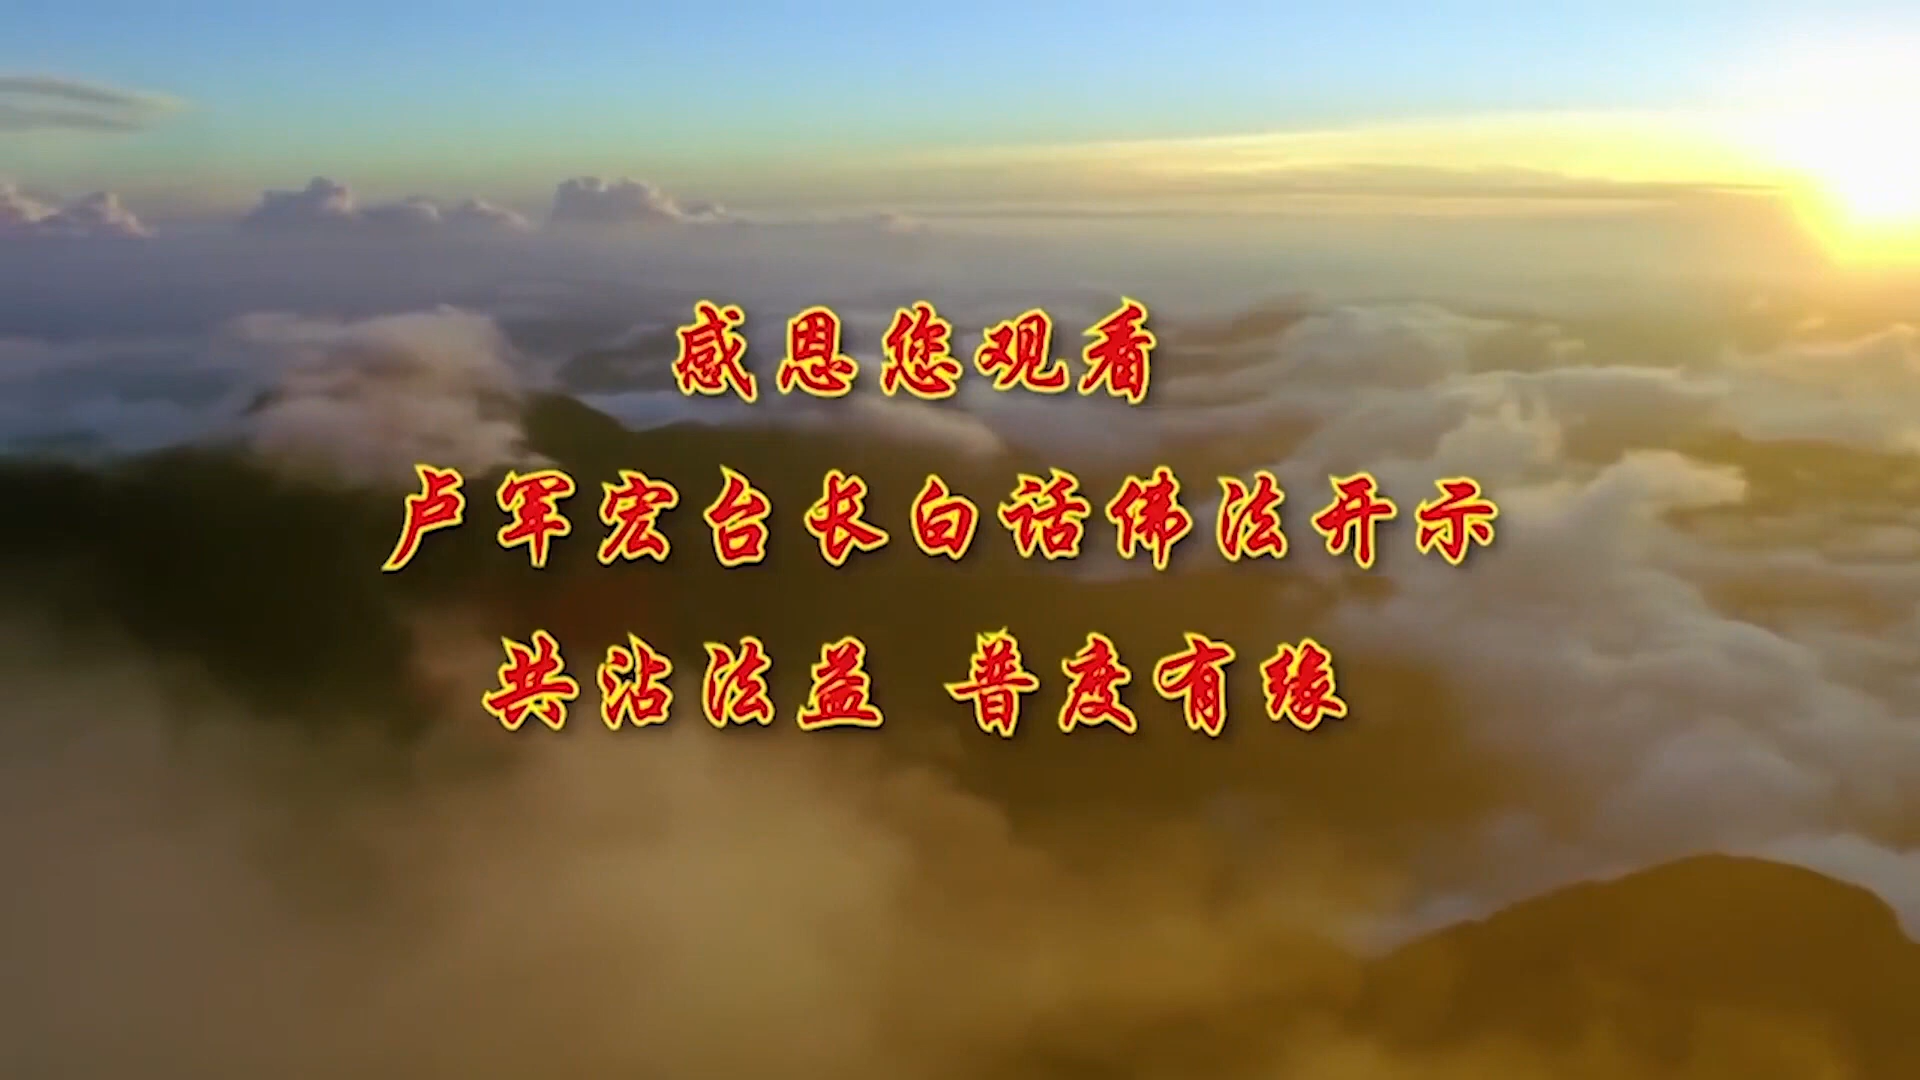 感恩您观看
卢军宏台长白话佛法开示
共沾法益 普度有缘